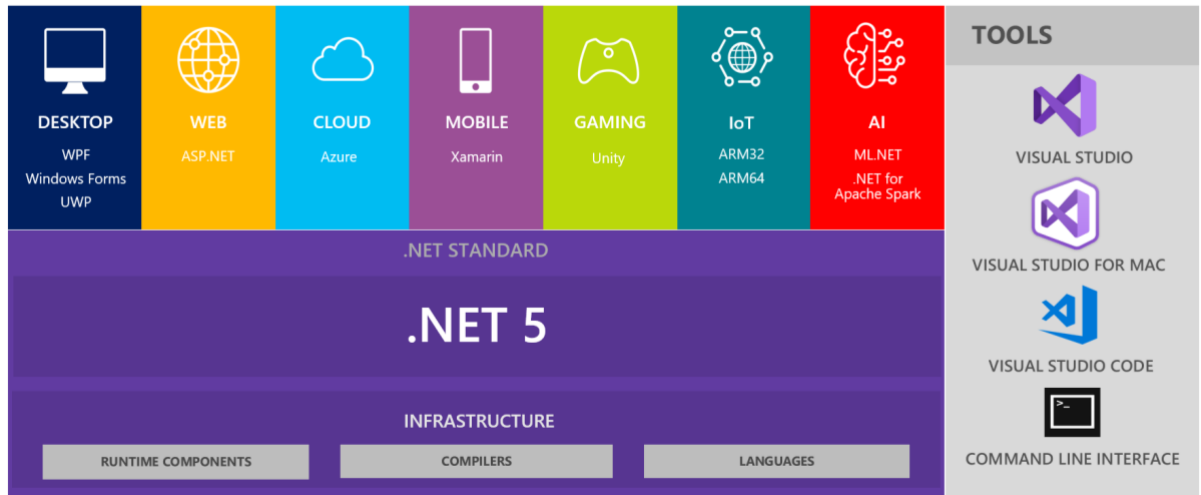 DESKTOP
WPF
Windows Forms
UWP
WEB
ASP.NET
CLOUD
Azure
MOBILE
Xamarin
GAMING
Unity
IoT
ARM32
ARM64
AI
ML.NET
.NET for
Apache Spark
.NET STANDARD
.NET 5
INFRASTRUCTURE
RUNTIME COMPONENTS
COMPILERS
LANGUAGES
TOOLS
VISUAL STUDIO
VISUAL STUDIO FOR MAC
VISUAL STUDIO CODE
>_
COMMAND LINE INTERFACE